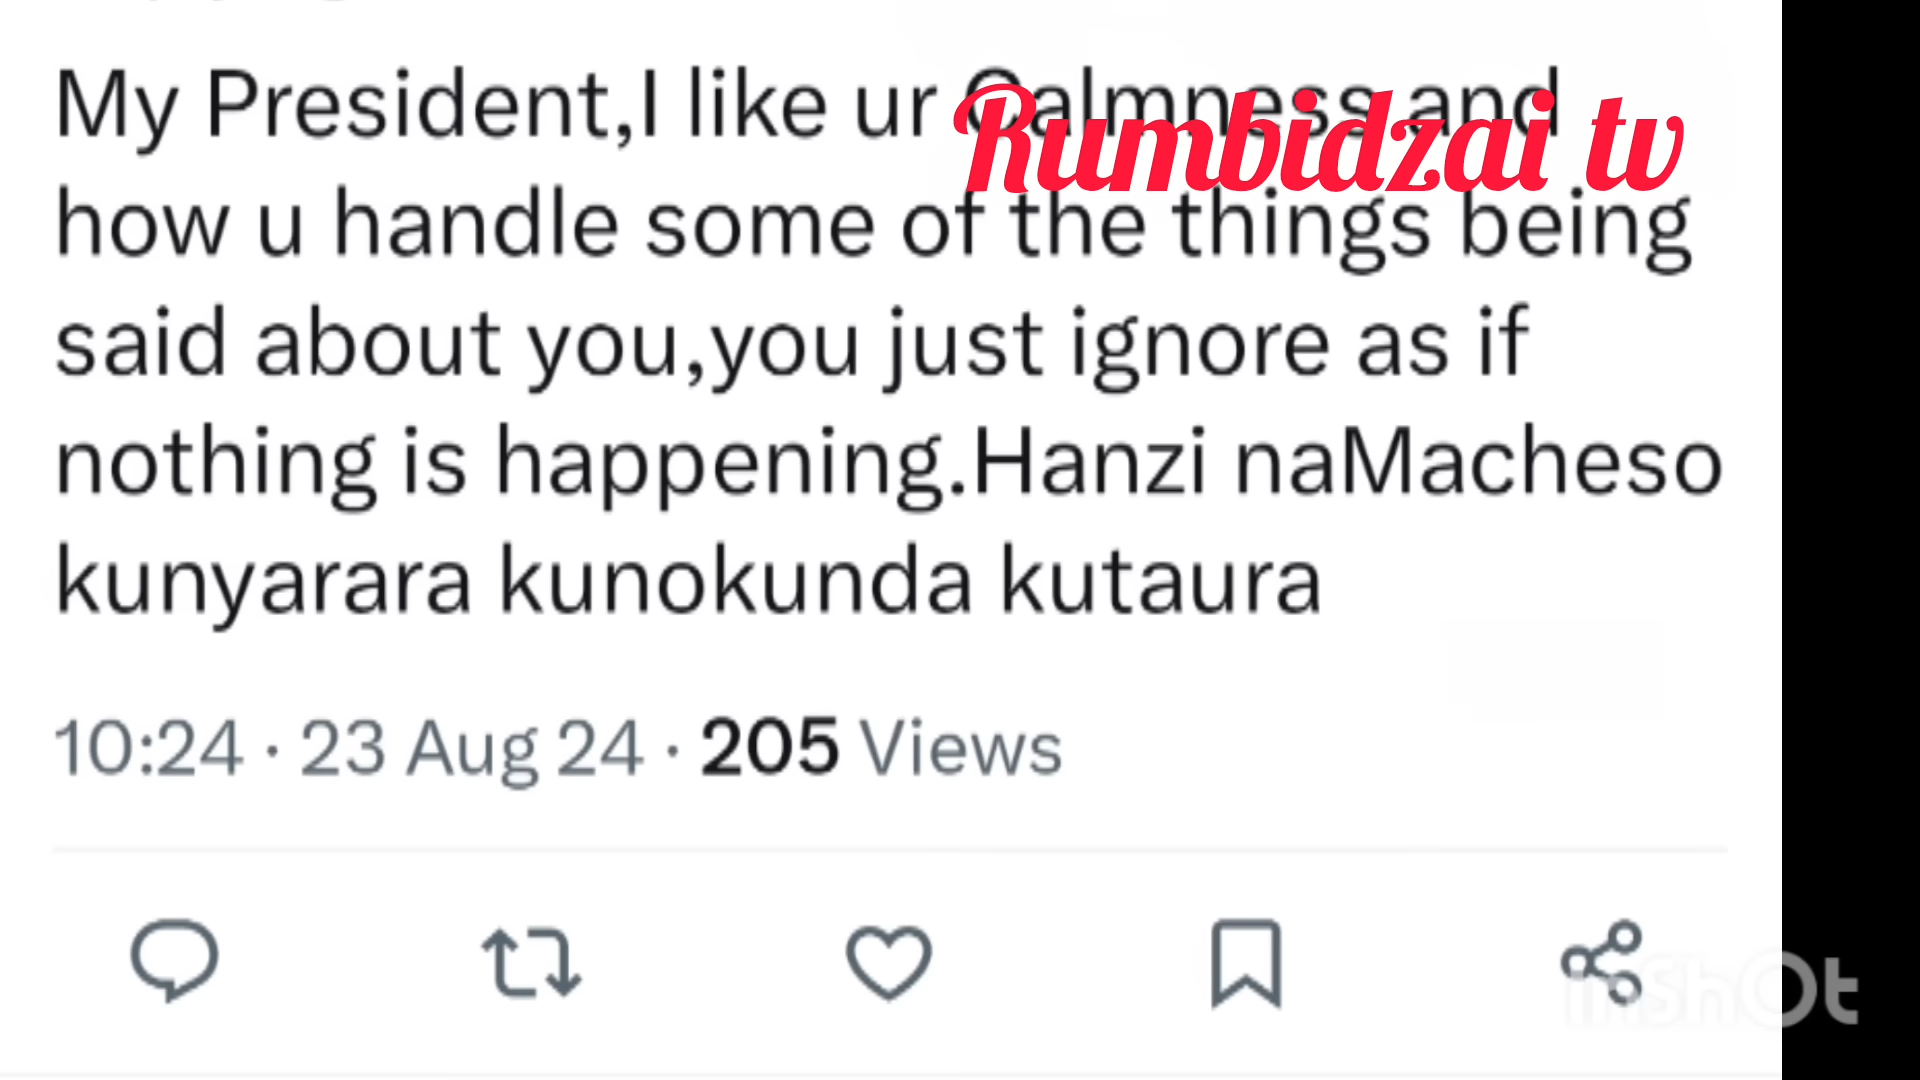 My President,I like ur Calmness and
Rumbidzai tv
how u handle some of the things being
said about you,you just ignore as if
nothing is happening.Hanzi naMacheso
kunyarara kunokunda kutaura
10:24 · 23 Aug 24 · 205 Views
InShOt